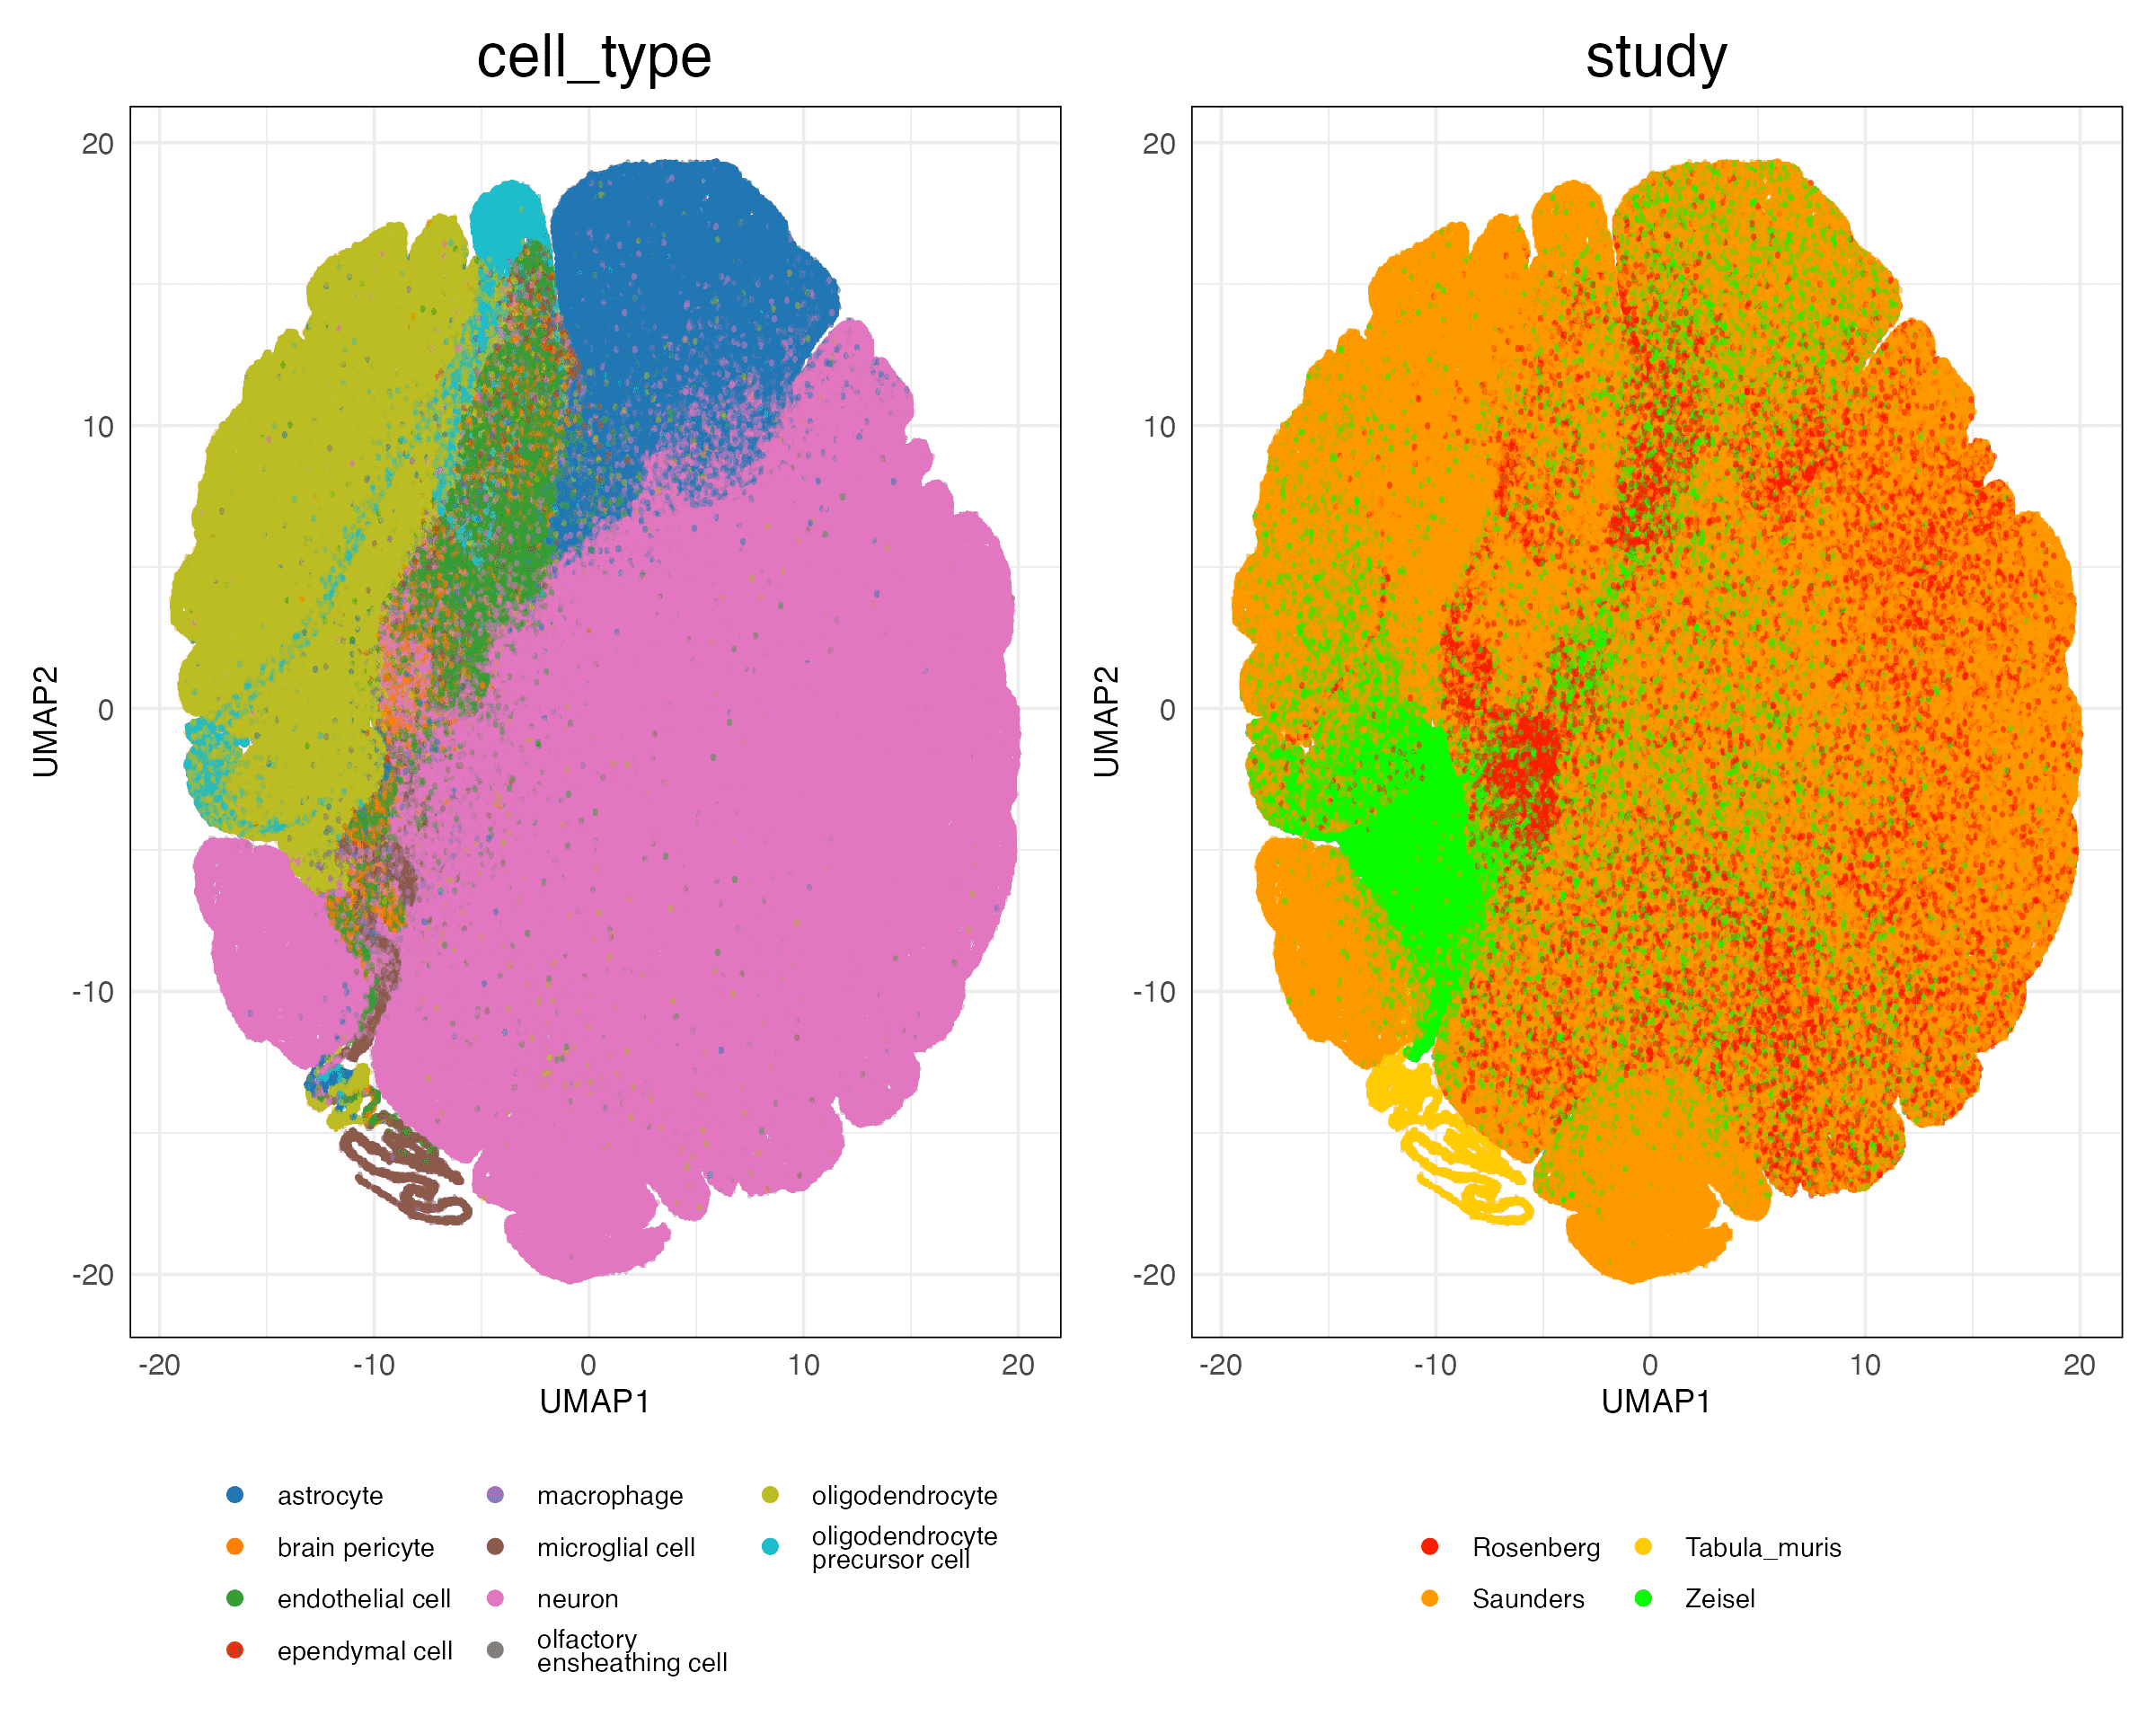 cell_type
study
20
10
0
-10
-20
UMAP2
-20
-10
0
10
20
UMAP1
20
10
0
-10
-20
UMAP2
-20
-10
0
10
20
UMAP1
astrocyte
brain pericyte
endothelial cell
ependymal cell
macrophage
microglial cell
neuron
olfactory
ensheathing cell
oligodendrocyte
oligodendrocyte
precursor cell
Rosenberg
Saunders
Tabula_muris
Zeisel